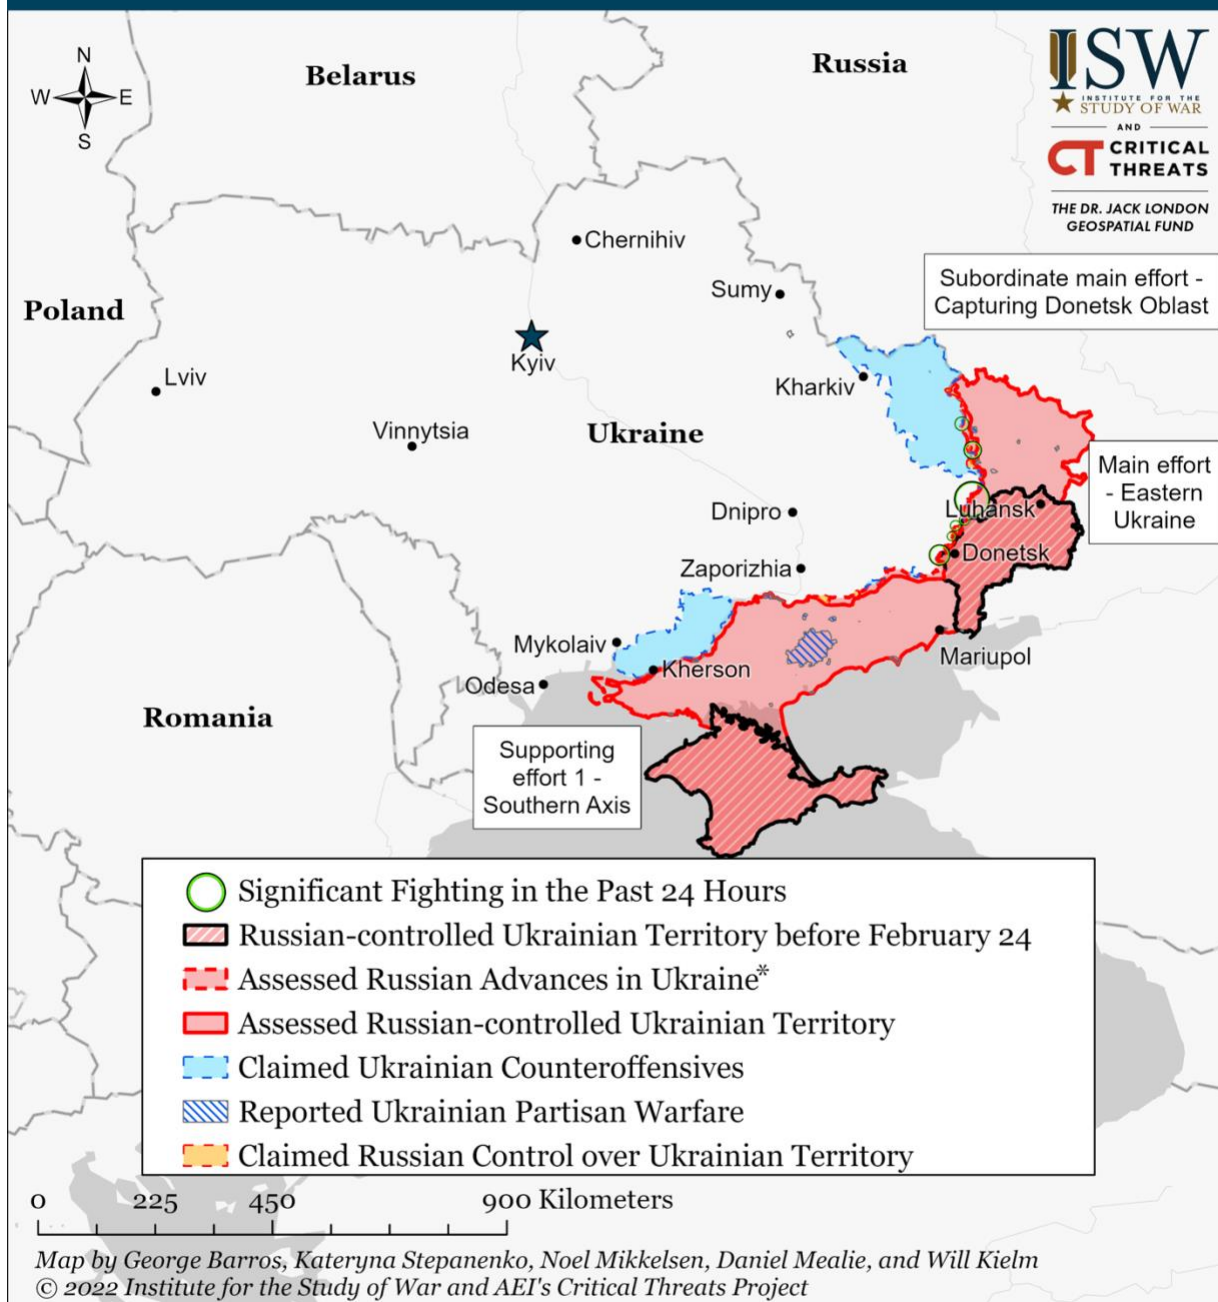 N
W
E
S
Belarus
Russia
ISW
INSTITUTE FOR THE
STUDY OF WAR
AND
CT CRITICAL
THREATS
THE DR. JACK LONDON
GEOSPATIAL FUND
Chernihiv
Subordinate main effort -
Capturing Donetsk Oblast
Sumy
Poland
Kyiv
Lviv
Kharkiv
Vinnytsia
Ukraine
Main effort
- Eastern
Ukraine
Dnipro
Luhansk
Donetsk
Zaporizhia
Mykolaiv
Mariupol
Kherson
Odesa
Romania
Supporting
effort 1 -
Southern Axis
Significant Fighting in the Past 24 Hours
Russian-controlled Ukrainian Territory before February 24
Assessed Russian Advances in Ukraine*
Assessed Russian-controlled Ukrainian Territory
Claimed Ukrainian Counteroffensives
Reported Ukrainian Partisan Warfare
Claimed Russian Control over Ukrainian Territory
0 225 450 900 Kilometers
Map by George Barros, Kateryna Stepanenko, Noel Mikkelsen, Daniel Mealie, and Will Kielm
© 2022 Institute for the Study of War and AEI's Critical Threats Project